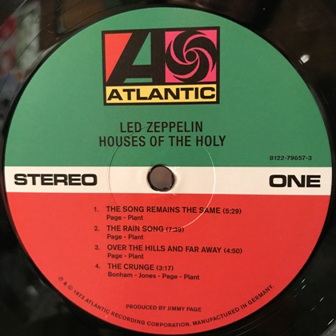 ATLANTIC
LED ZEPPELIN
HOUSES OF THE HOLY
8122-79657-3
STEREO ONE
1. THE SONG REMAINS THE SAME (5:29)
Page - Plant
2. THE RAIN SONG (7:39)
Page - Plant
3. OVER THE HILLS AND FAR AWAY (4:50)
Page - Plant
4. THE CRUNGE (3:17)
Bonham - Jones - Page - Plant
PRODUCED BY JIMMY PAGE
℗ & © 1973 ATLANTIC RECORDING CORPORATION. MANUFACTURED IN GERMANY.